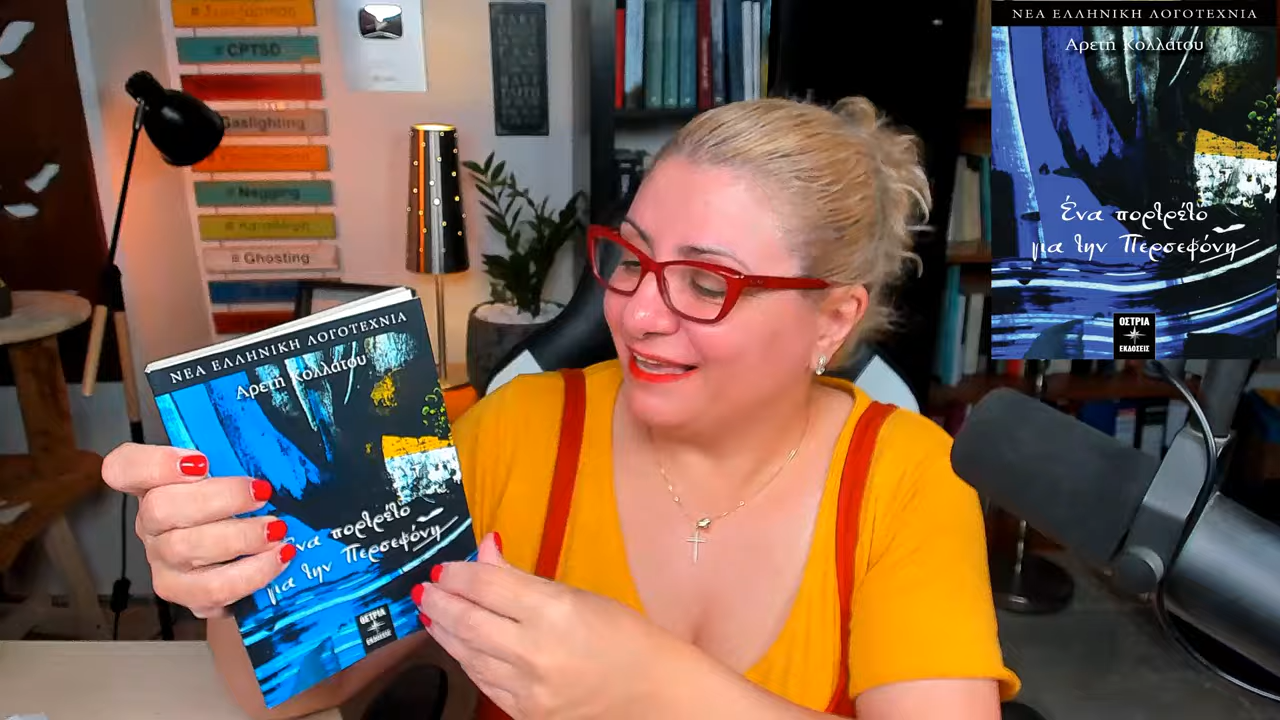 # CPTSD
Gaslighting
# Negging
# Ghosting
ΝΕΑ ΕΛΛΗΝΙΚΗ ΛΟΓΟΤΕΧΝΙΑ
Αρετή Κολλάτου
Ένα πορτρέτο
για την Περσεφόνη
ΟΣΤΡΙΑ
ΕΚΔΟΣΕΙΣ
ΝΕΑ ΕΛΛΗΝΙΚΗ ΛΟΓΟΤΕΧΝΙΑ
Αρετή Κολλάτου
Ένα πορτρέτο
για την Περσεφόνη
ΟΣΤΡΙΑ
ΕΚΔΟΣΕΙΣ